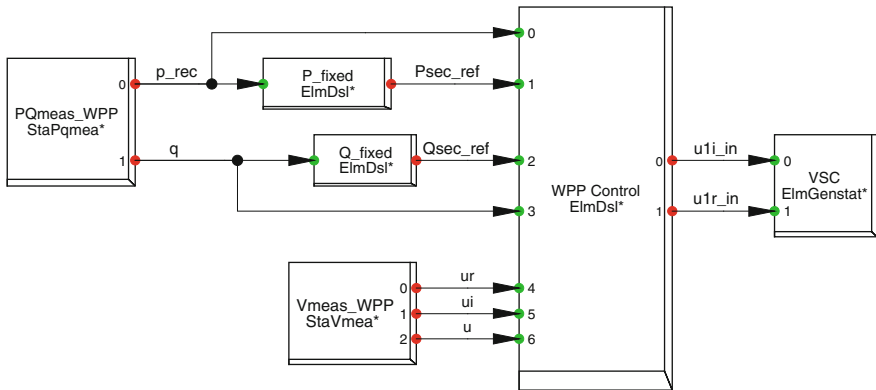 0
p_rec
P_fixed
ElmDsl*
Psec_ref
0
1
PQmeas_WPP
StaPqmea*
1
q
Q_fixed
ElmDsl*
Qsec_ref
2
3
WPP Control
ElmDsl*
0
1
u1i_in
u1r_in
0
1
VSC
ElmGenstat*
Vmeas_WPP
StaVmea*
0
1
2
ur
ui
u
4
5
6